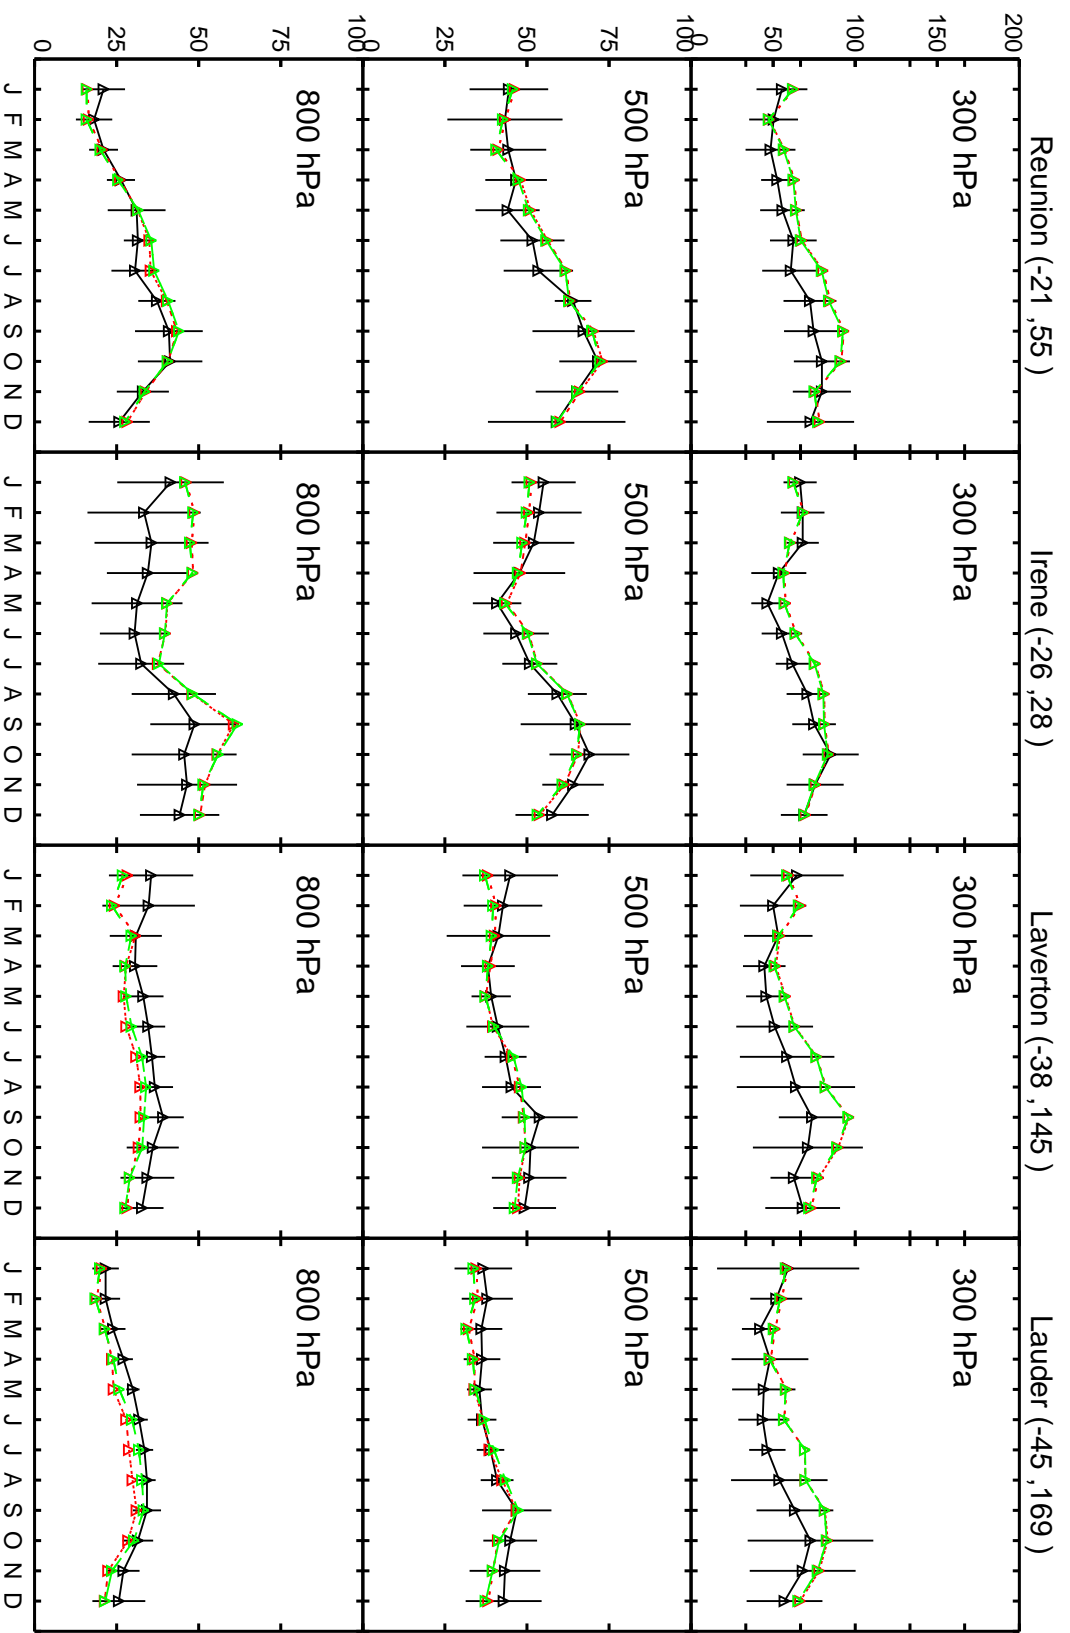 Reunion (-21 ,55 )
Irene (-26 ,28 )
Laverton (-38 ,145 )
Lauder (-45 ,169 )
200
150
100
50
0
300 hPa
300 hPa
300 hPa
300 hPa
100
75
50
25
0
500 hPa
500 hPa
500 hPa
500 hPa
100
75
50
25
0
800 hPa
800 hPa
800 hPa
800 hPa
J F M A M J J A S O N D
J F M A M J J A S O N D
J F M A M J J A S O N D
J F M A M J J A S O N D